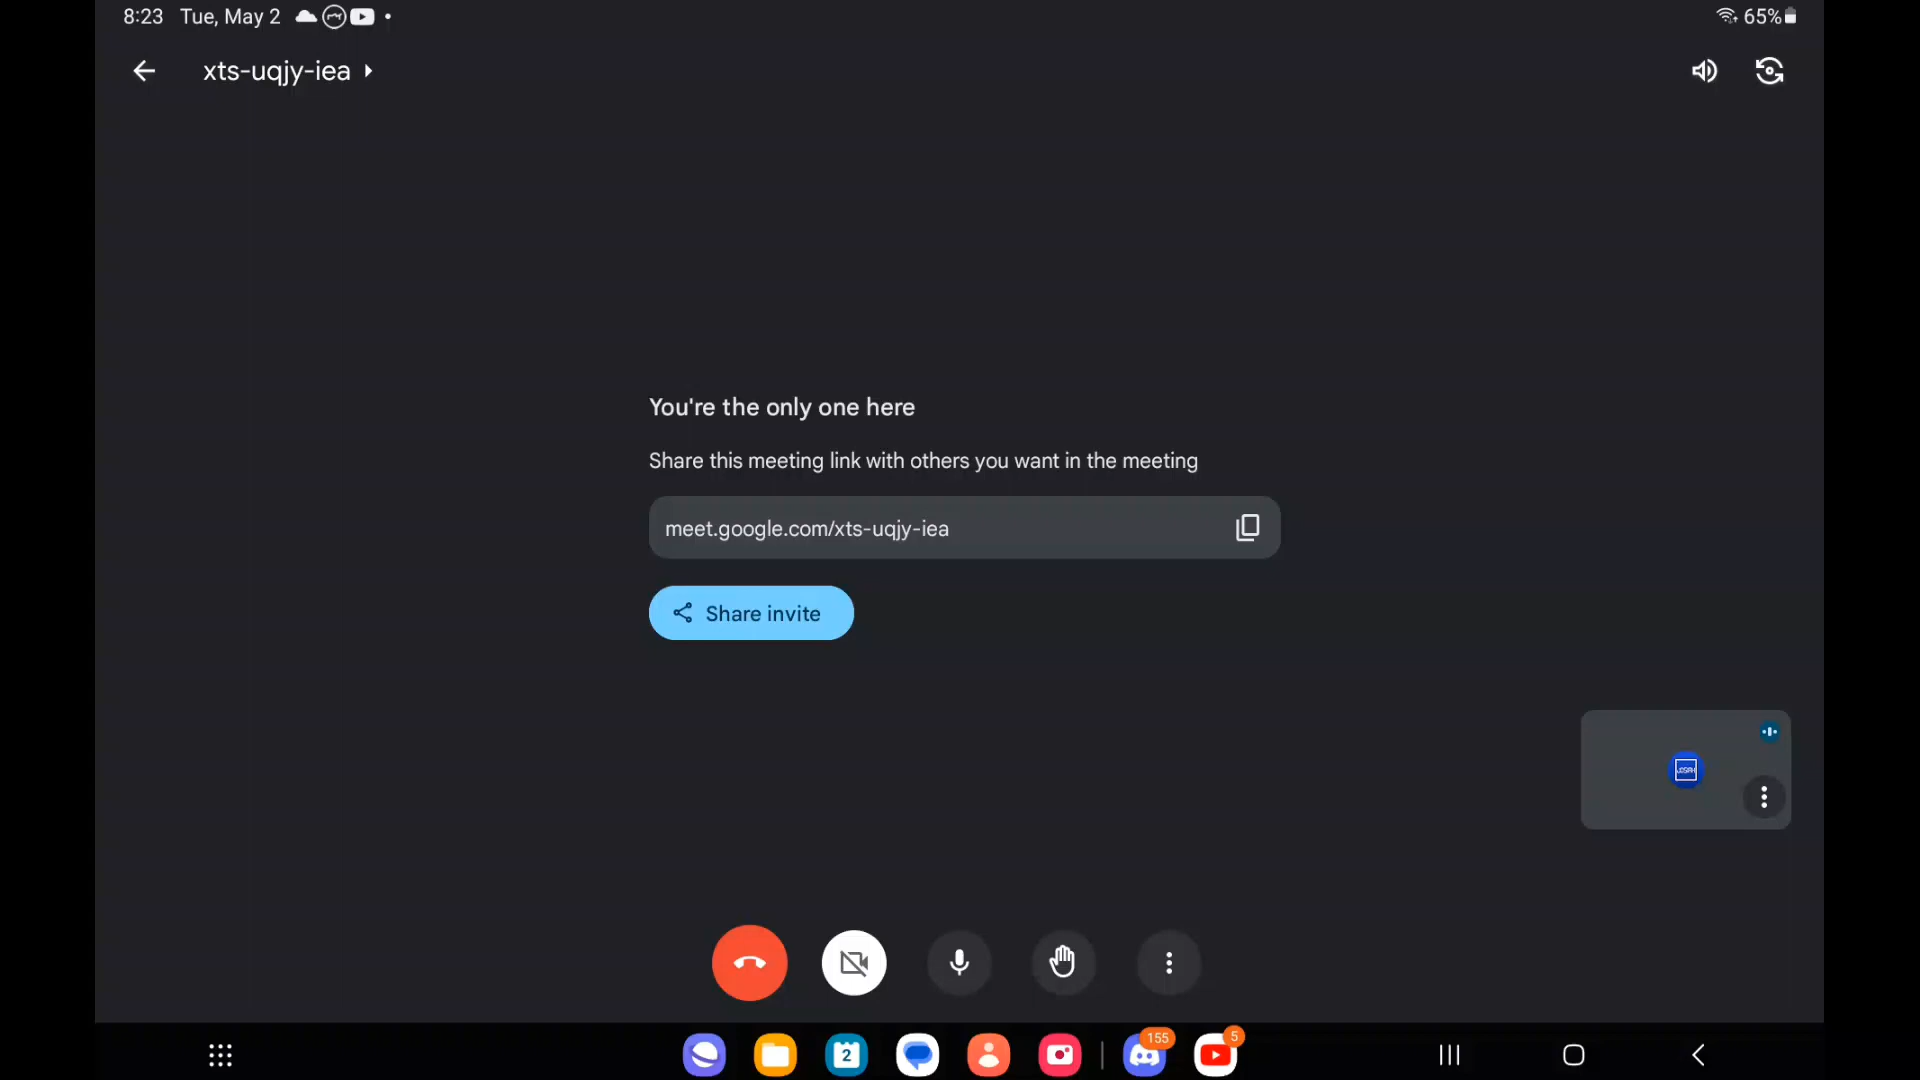 8:23 Tue, May 2
65%
xts-uqjy-iea
You're the only one here
Share this meeting link with others you want in the meeting
meet.google.com/xts-uqjy-iea
Share invite
2
155
5